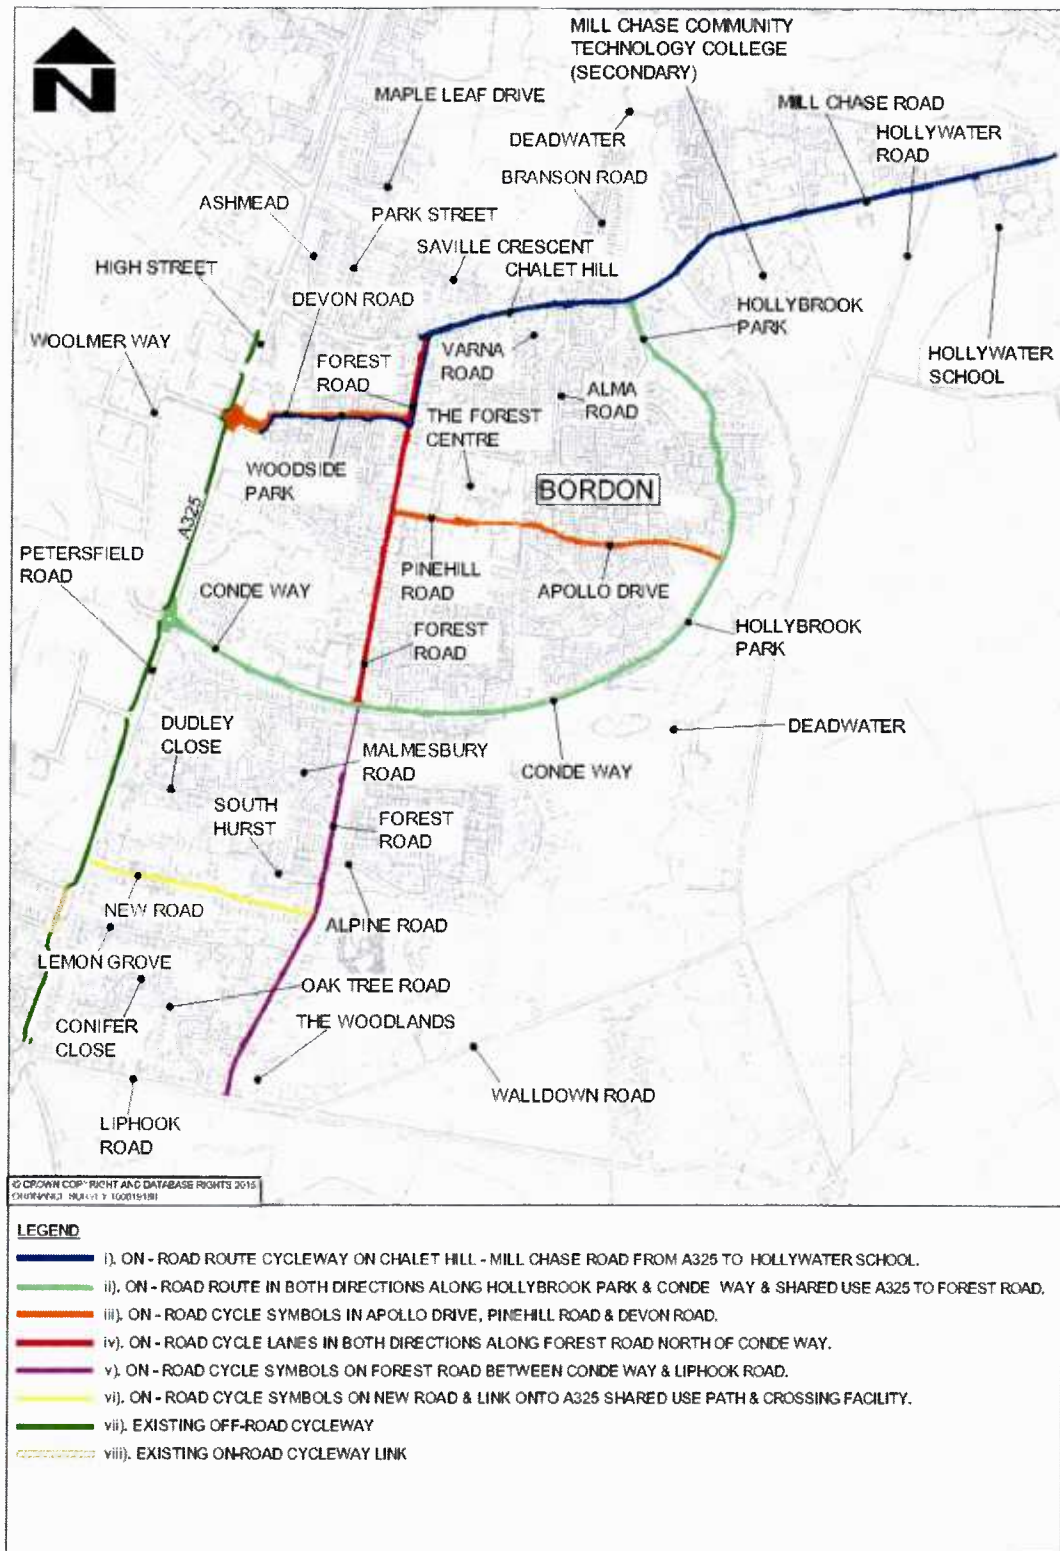 N
MILL CHASE COMMUNITY
TECHNOLOGY COLLEGE
(SECONDARY)
MAPLE LEAF DRIVE
MILL CHASE ROAD
DEADWATER
HOLLYWATER
ROAD
BRANSON ROAD
ASHMEAD
PARK STREET
SAVILLE CRESCENT
CHALET HILL
HIGH STREET
DEVON ROAD
HOLLYBROOK
PARK
WOOLMER WAY
VARNA
ROAD
HOLLYWATER
SCHOOL
FOREST
ROAD
ALMA
ROAD
THE FOREST
CENTRE
WOODSIDE
PARK
BORDON
A325
PETERSFIELD
ROAD
PINEHILL
ROAD
CONDE WAY
APOLLO DRIVE
FOREST
ROAD
HOLLYBROOK
PARK
DUDLEY
CLOSE
DEADWATER
MALMESBURY
ROAD
CONDE WAY
SOUTH
HURST
FOREST
ROAD
NEW ROAD
ALPINE ROAD
LEMON GROVE
OAK TREE ROAD
CONIFER
CLOSE
THE WOODLANDS
WALLDOWN ROAD
LIPHOOK
ROAD
© CROWN COPYRIGHT AND DATABASE RIGHTS 2015
ORDNANCE SURVEY
LEGEND
i). ON - ROAD ROUTE CYCLEWAY ON CHALET HILL - MILL CHASE ROAD FROM A325 TO HOLLYWATER SCHOOL.
ii). ON - ROAD ROUTE IN BOTH DIRECTIONS ALONG HOLLYBROOK PARK & CONDE WAY & SHARED USE A325 TO FOREST ROAD.
iii). ON - ROAD CYCLE SYMBOLS IN APOLLO DRIVE, PINEHILL ROAD & DEVON ROAD.
iv). ON - ROAD CYCLE LANES IN BOTH DIRECTIONS ALONG FOREST ROAD NORTH OF CONDE WAY.
v). ON - ROAD CYCLE SYMBOLS ON FOREST ROAD BETWEEN CONDE WAY & LIPHOOK ROAD.
vi). ON - ROAD CYCLE SYMBOLS ON NEW ROAD & LINK ONTO A325 SHARED USE PATH & CROSSING FACILITY.
vii). EXISTING OFF-ROAD CYCLEWAY
viii). EXISTING ON-ROAD CYCLEWAY LINK